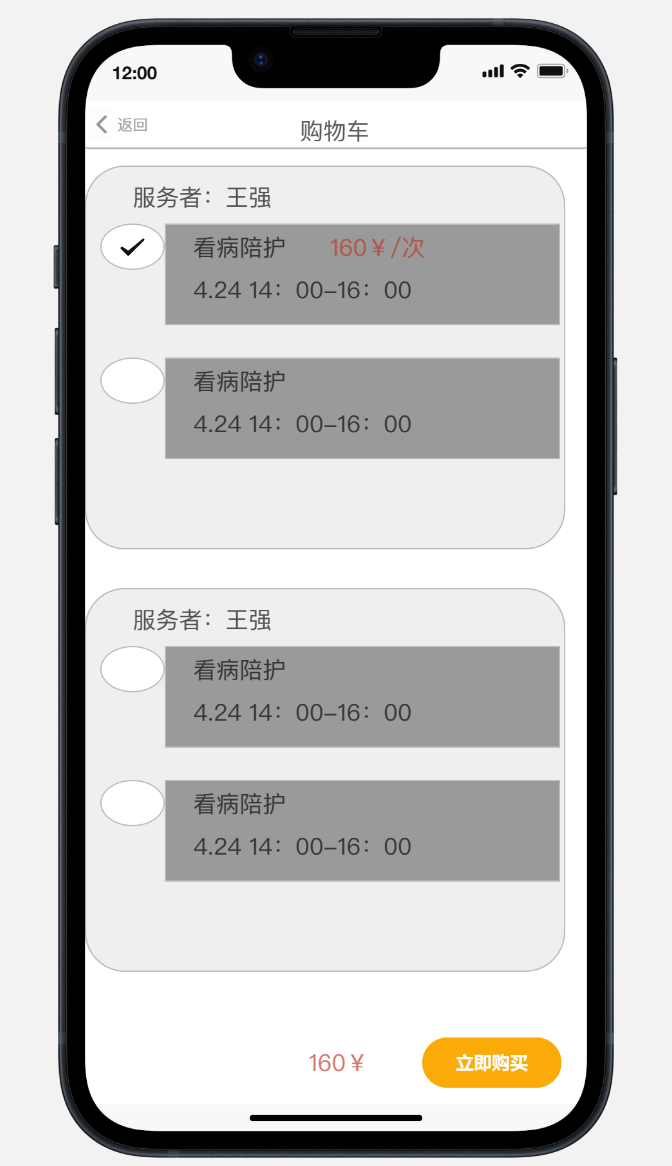 12:00
返回
购物车
服务者：王强
看病陪护 160￥/次
4.24 14：00–16：00
看病陪护
4.24 14：00–16：00
服务者：王强
看病陪护
4.24 14：00–16：00
看病陪护
4.24 14：00–16：00
160￥ 立即购买